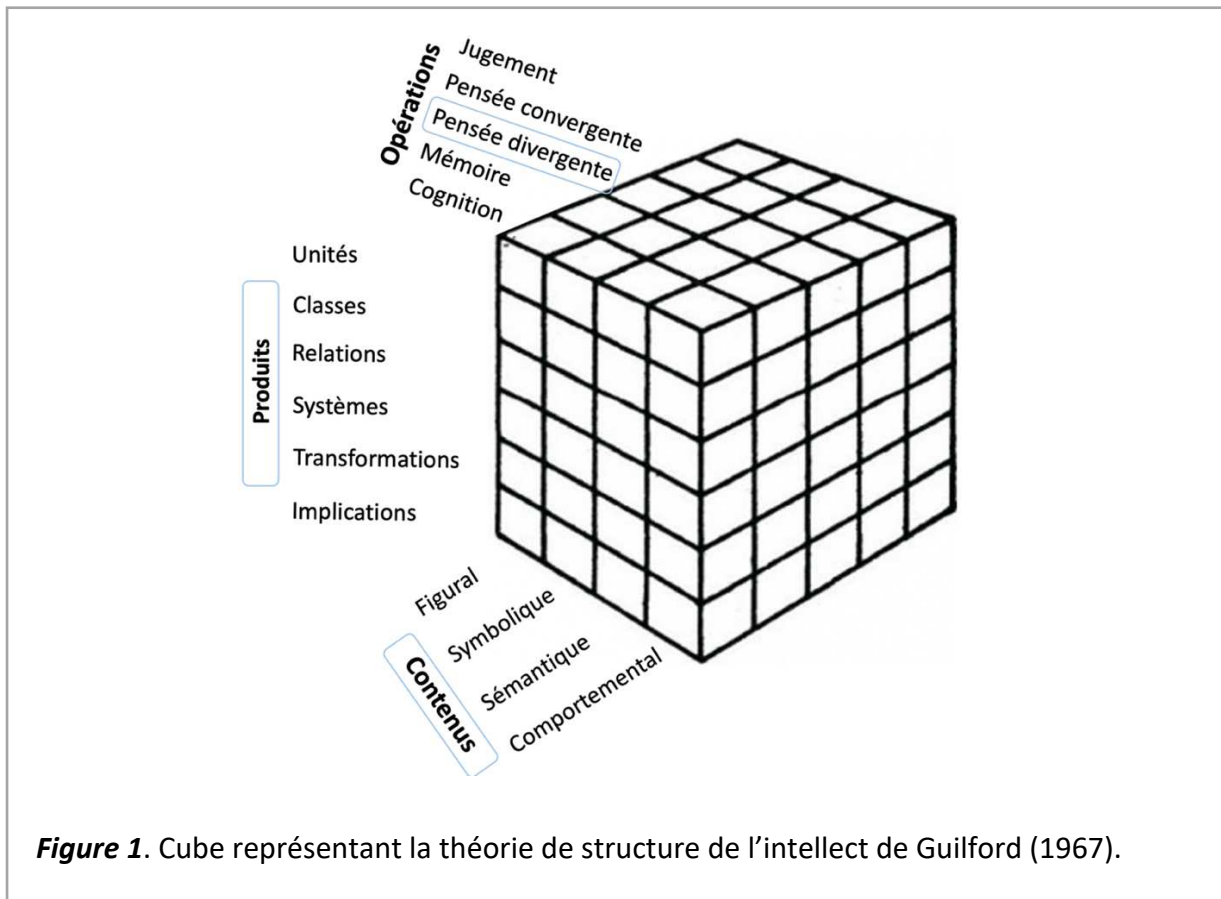 Opérations
Jugement
Pensée convergente
Pensée divergente
Mémoire
Cognition
Produits
Unités
Classes
Relations
Systèmes
Transformations
Implications
Contenus
Figural
Symbolique
Sémantique
Comportemental
Figure 1. Cube représentant la théorie de structure de l’intellect de Guilford (1967).